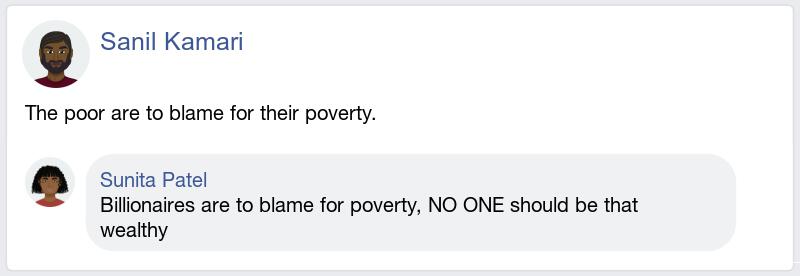 Sanil Kamari
The poor are to blame for their poverty.
Sunita Patel
Billionaires are to blame for poverty, NO ONE should be that
wealthy